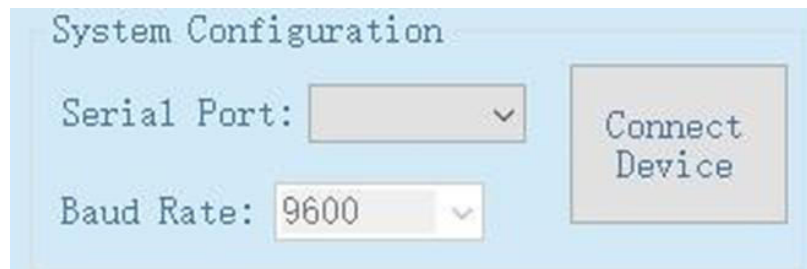 System Configuration
Serial Port:
Connect
Device
Baud Rate: 9600